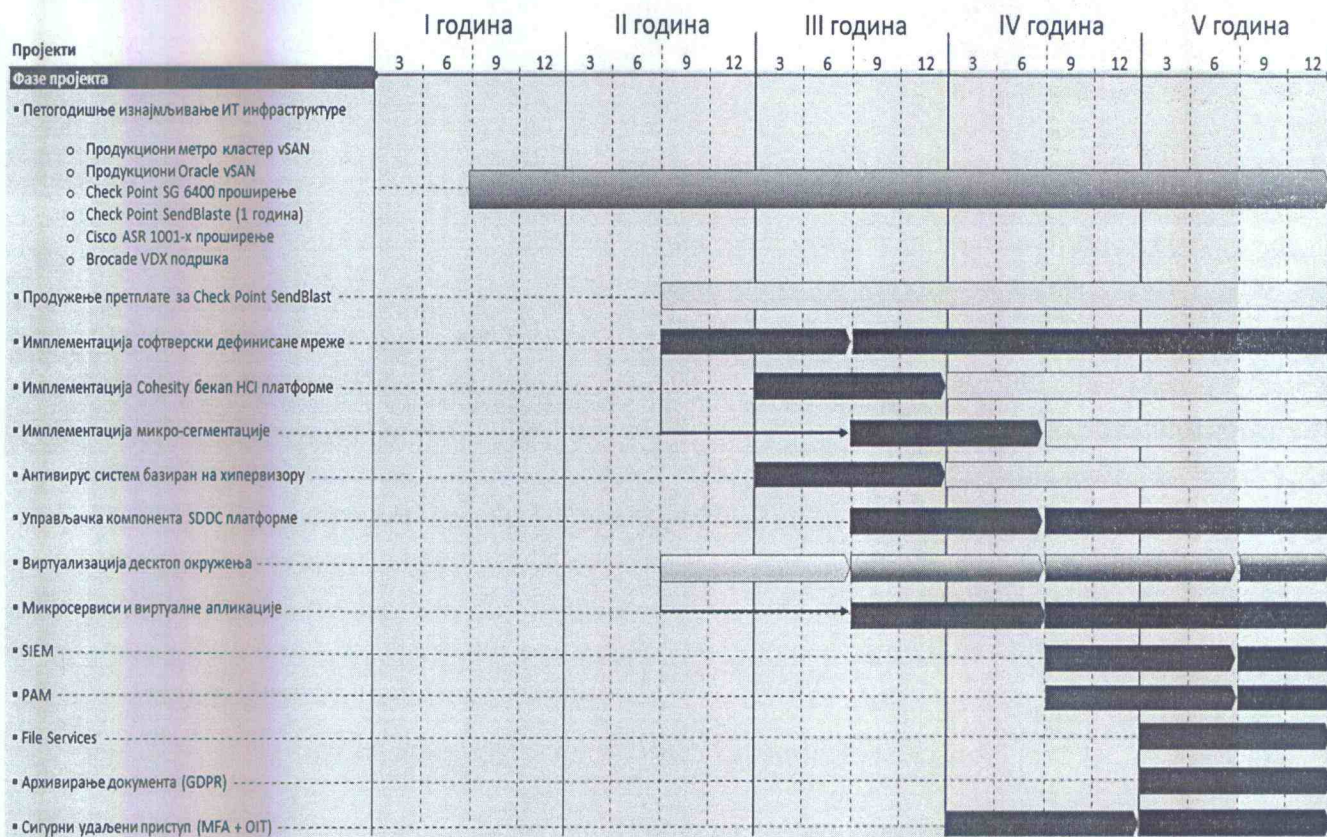 I година II година III година IV година V година
Пројекти
3 6 9 12 3 6 9 12 3 6 9 12 3 6 9 12 3 6 9 12
Фазе пројекта
▪ Петогодишње изнајмљивање ИТ инфраструктуре
o Продукциони метро кластер vSAN
o Продукциони Oracle vSAN
o Check Point SG 6400 проширење
o Check Point SendBlaste (1 година)
o Cisco ASR 1001-x проширење
o Brocade VDX подршка
▪ Продужење претплате за Check Point SendBlast
▪ Имплементација софтверски дефинисане мреже
▪ Имплементација Cohesity бекап HCI платформе
▪ Имплементација микро-сегментације
▪ Антивирус систем базиран на хипервизору
▪ Управљачка компонента SDDC платформе
▪ Виртуализација десктоп окружења
▪ Микросервиси и виртуалне апликације
▪ SIEM
▪ PAM
▪ File Services
▪ Архивирање документа (GDPR)
▪ Сигурни удаљени приступ (MFA + OIT)